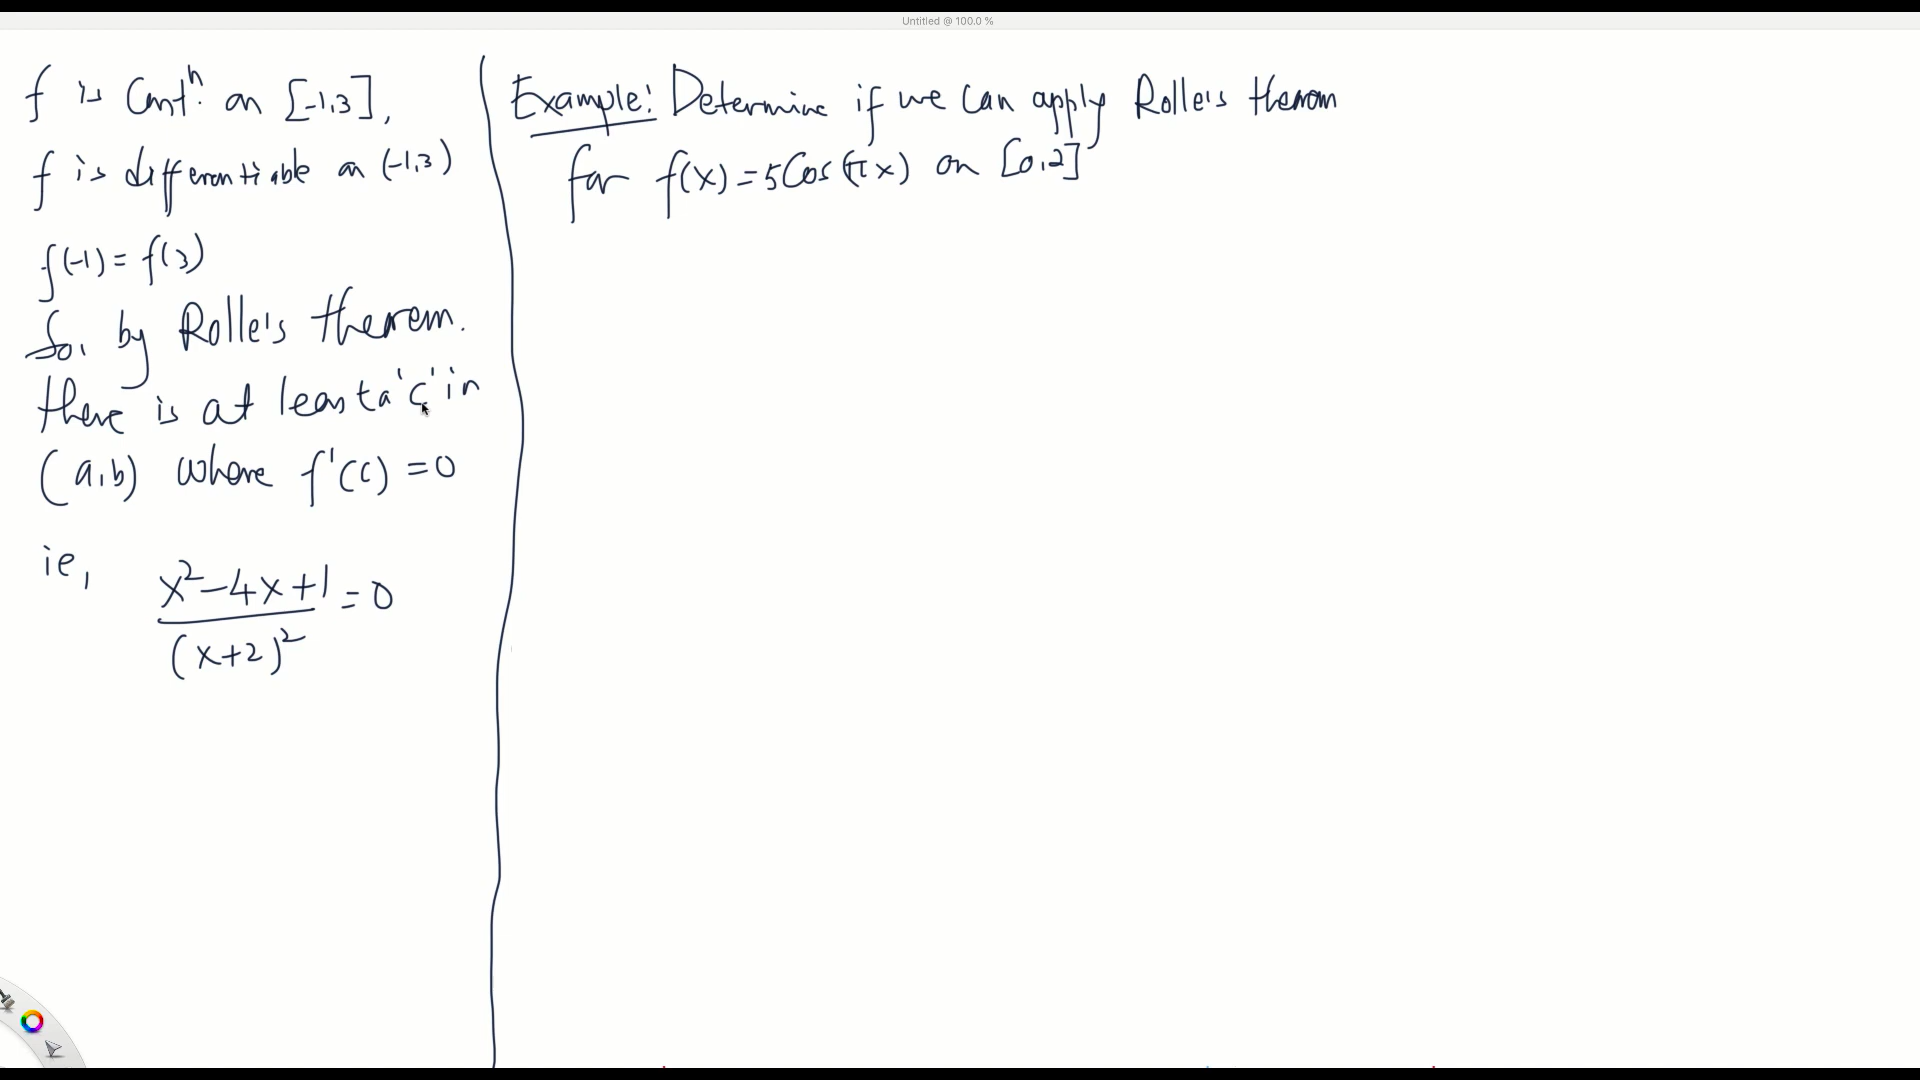 Untitled @ 100.0 %
f is Contn. on [-1,3],
f is differentiable on (-1,3)
f(-1) = f(3)
So, by Rolle's therem.
there is at least a 'c' in
(a,b) where f'(c) = 0
ie,
x²-4x+1 / (x+2)² = 0
Example: Determine if we can apply Rolle's therom
for f(x) = 5Cos(πx) on [0,2]